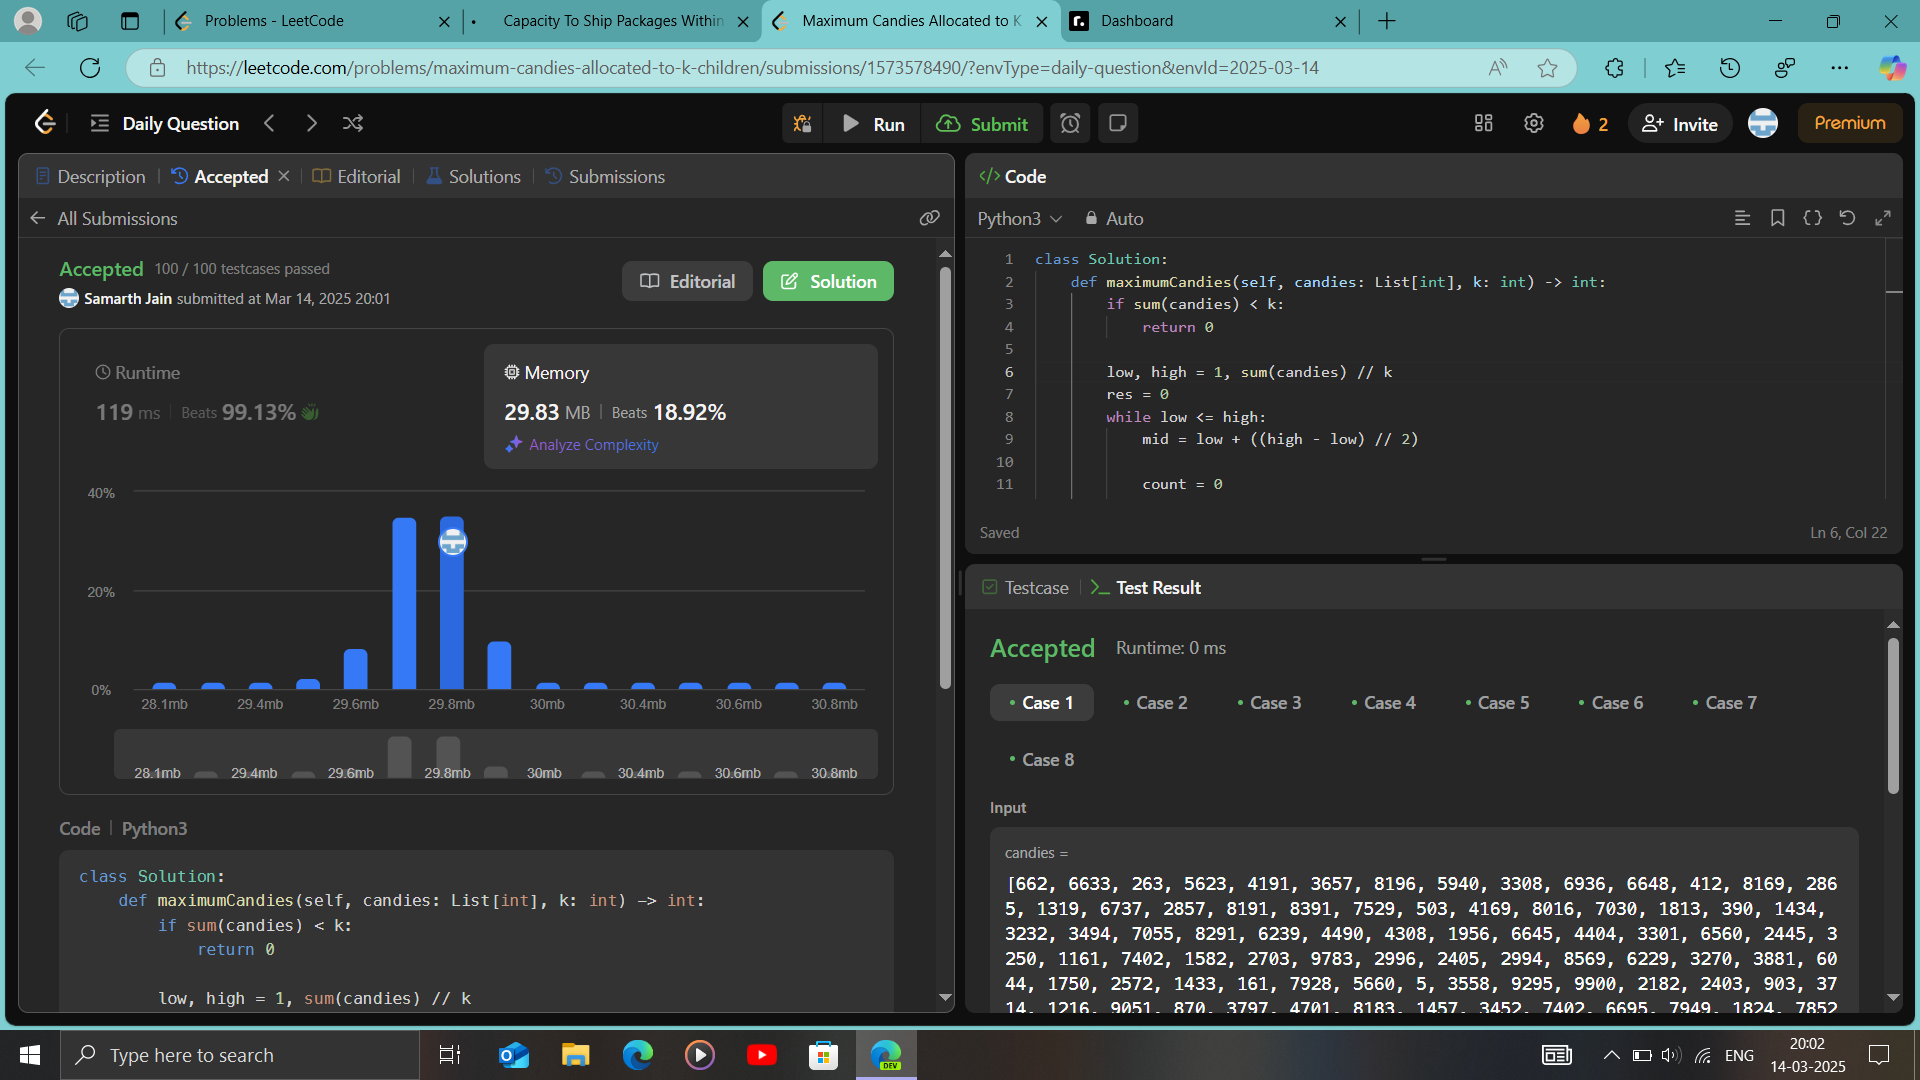 Problems - LeetCode
Capacity To Ship Packages Within
Maximum Candies Allocated to K
Dashboard
https://leetcode.com/problems/maximum-candies-allocated-to-k-children/submissions/1573578490/?envType=daily-question&envId=2025-03-14
Daily Question
Run
Submit
2
Invite
Premium
Description
Accepted
Editorial
Solutions
Submissions
All Submissions
Accepted 100 / 100 testcases passed
Samarth Jain submitted at Mar 14, 2025 20:01
Editorial
Solution
Runtime
119 ms | Beats 99.13%
Memory
29.83 MB | Beats 18.92%
Analyze Complexity
40%
20%
0%
28.1mb 29.4mb 29.6mb 29.8mb 30mb 30.4mb 30.6mb 30.8mb
28.1mb 29.4mb 29.6mb 29.8mb 30mb 30.4mb 30.6mb 30.8mb
Code | Python3
class Solution:
def maximumCandies(self, candies: List[int], k: int) -> int:
if sum(candies) < k:
return 0
low, high = 1, sum(candies) // k
</> Code
Python3
Auto
1 class Solution:
2 def maximumCandies(self, candies: List[int], k: int) -> int:
3 if sum(candies) < k:
4 return 0
5
6 low, high = 1, sum(candies) // k
7 res = 0
8 while low <= high:
9 mid = low + ((high - low) // 2)
10
11 count = 0
Saved
Ln 6, Col 22
Testcase
Test Result
Accepted Runtime: 0 ms
Case 1
Case 2
Case 3
Case 4
Case 5
Case 6
Case 7
Case 8
Input
candies =
[662, 6633, 263, 5623, 4191, 3657, 8196, 5940, 3308, 6936, 6648, 412, 8169, 286
5, 1319, 6737, 2857, 8191, 8391, 7529, 503, 4169, 8016, 7030, 1813, 390, 1434,
3232, 3494, 7055, 8291, 6239, 4490, 4308, 1956, 6645, 4404, 3301, 6560, 2445, 3
250, 1161, 7402, 1582, 2703, 9783, 2996, 2405, 2994, 8569, 6229, 3270, 3881, 60
44, 1750, 2572, 1433, 161, 7928, 5660, 5, 3558, 9295, 9900, 2182, 2403, 903, 37
14, 1216, 9051, 870, 3797, 4701, 8183, 1457, 3452, 7402, 6695, 7949, 1824, 7852
Type here to search
DEV
ENG
20:02
14-03-2025